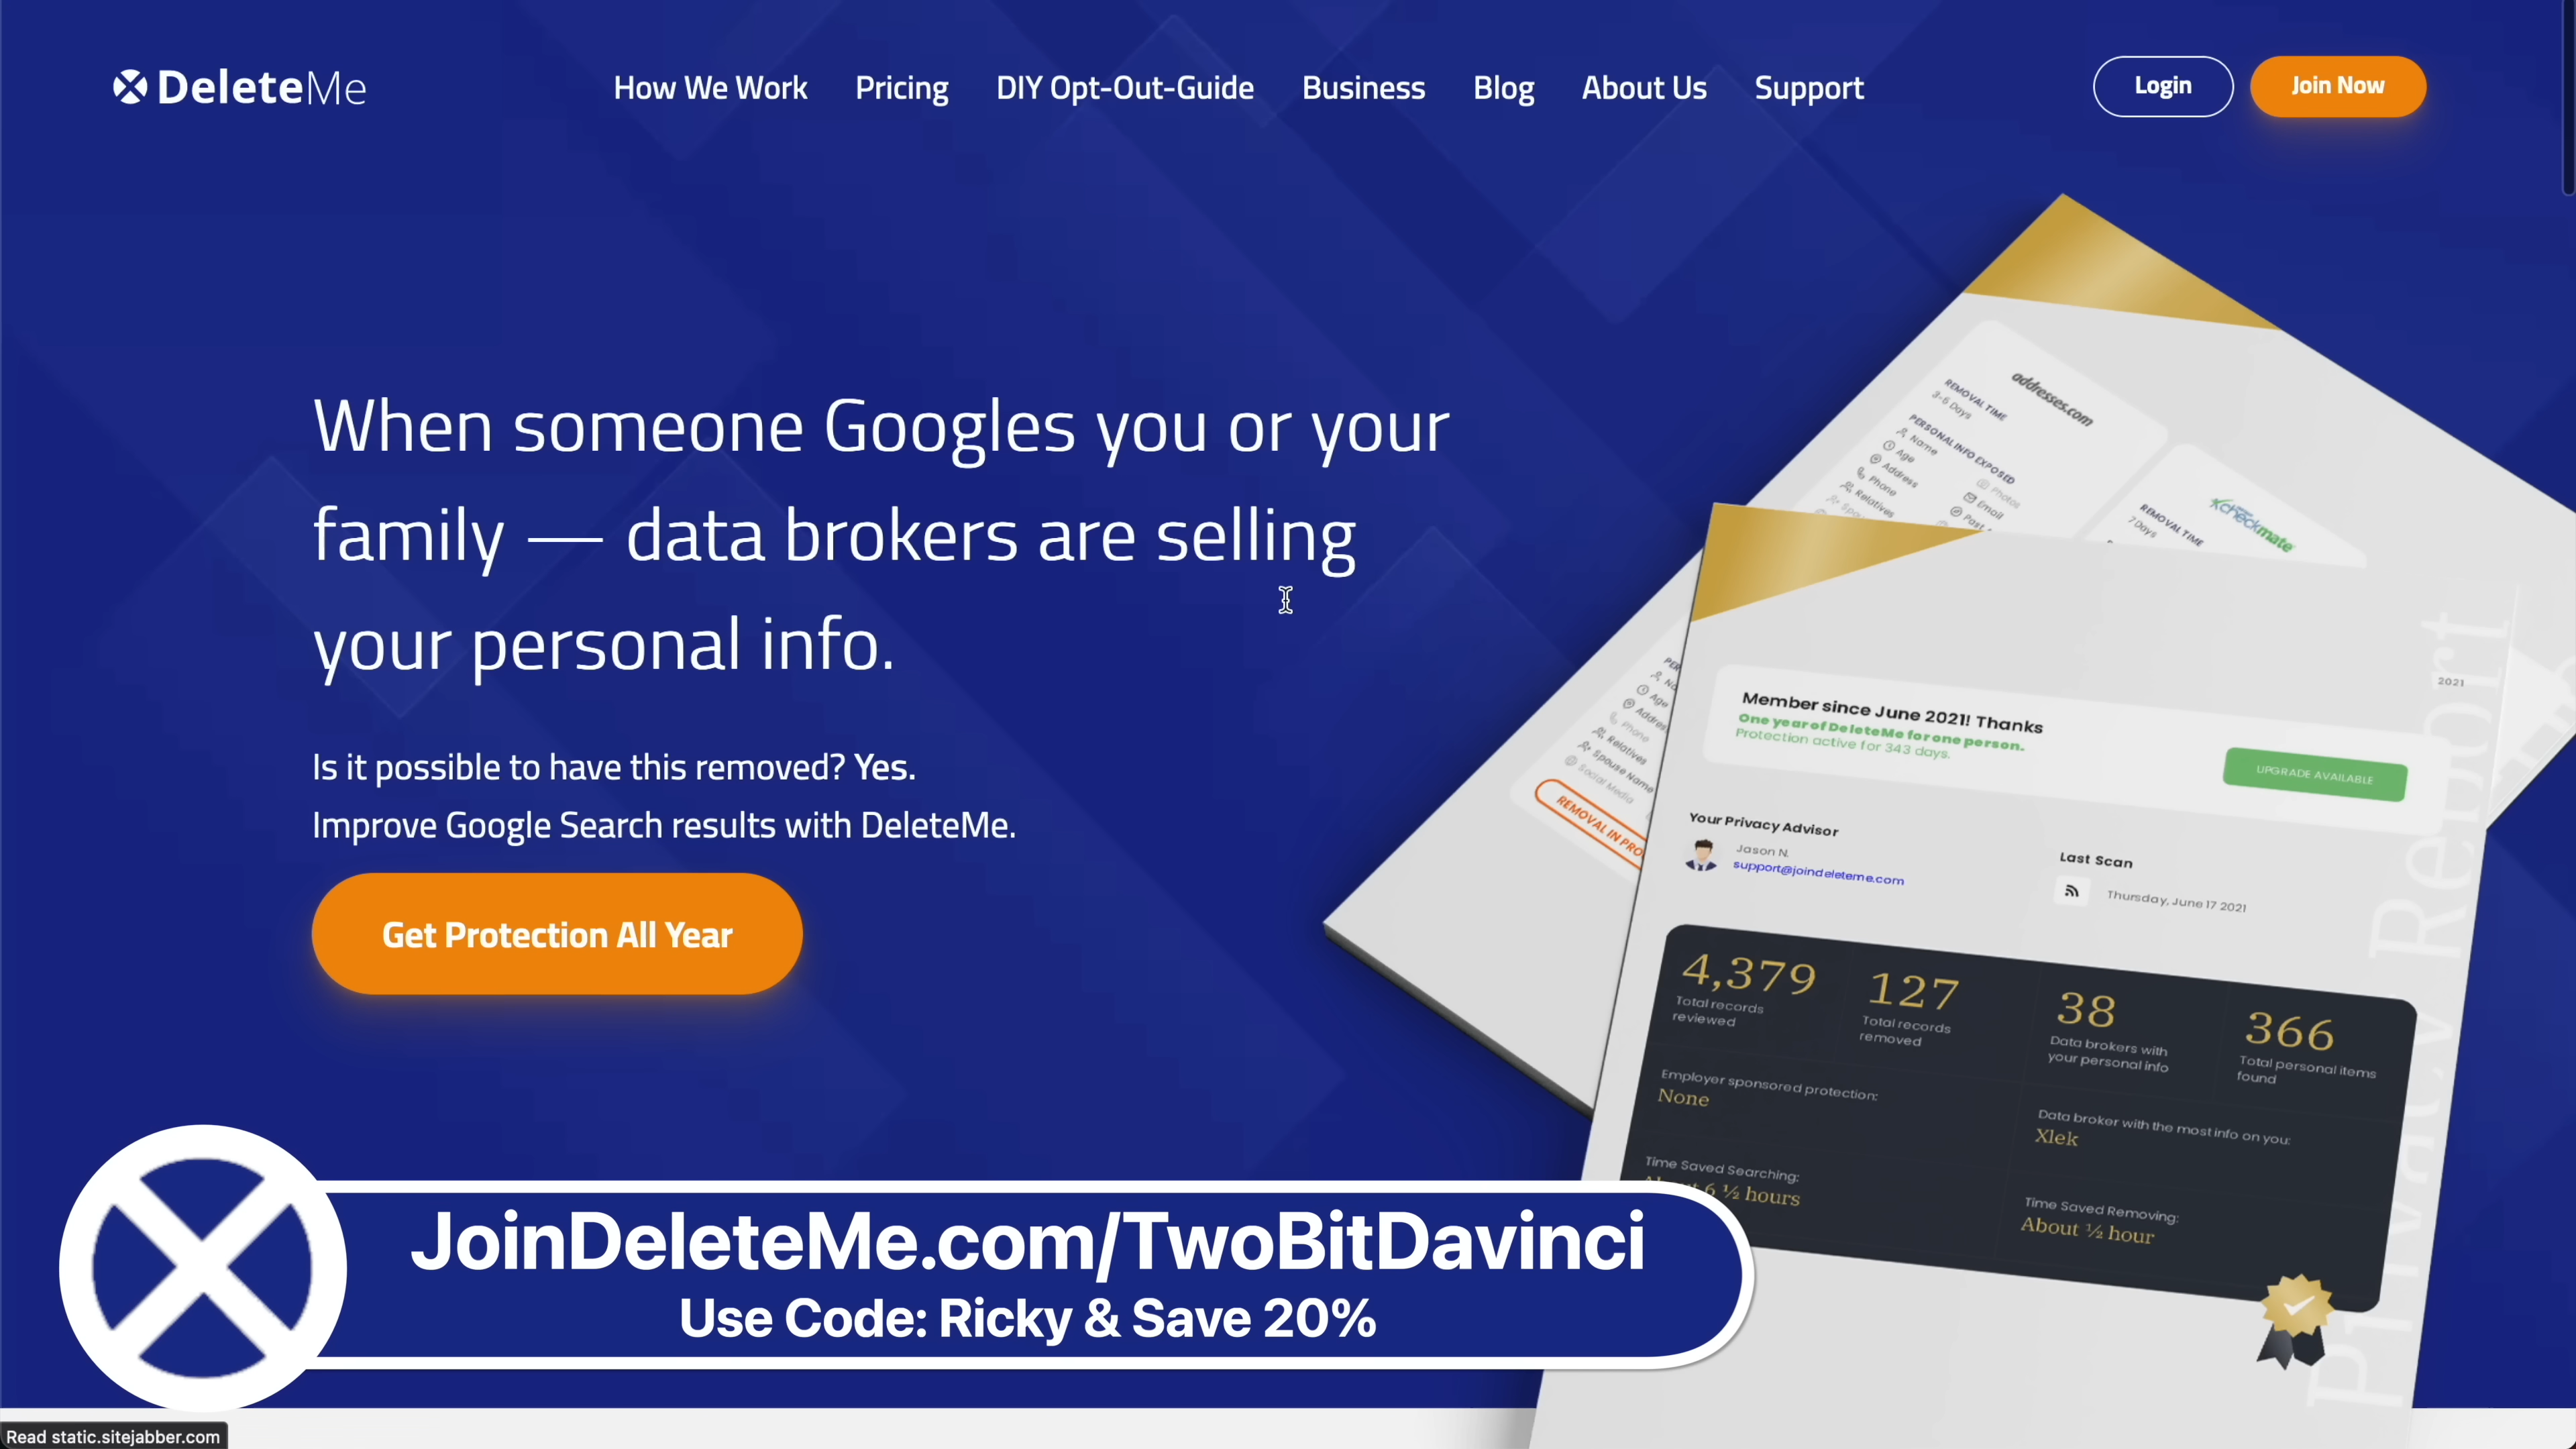 DeleteMe
How We Work
Pricing
DIY Opt-Out-Guide
Business
Blog
About Us
Support
Login
Join Now
When someone Googles you or your
family — data brokers are selling
your personal info.
Is it possible to have this removed? Yes.
Improve Google Search results with DeleteMe.
Get Protection All Year
addresses.com
REMOVAL TIME
3-5 Days
PERSONAL INFO EXPOSED
Name
Age
Address
Phone
Relatives
Photos
Email
Past
checkmate
REMOVAL TIME
7 Days
Age
Address
Phone
Relatives
Spouse Name
Social Media
REMOVAL IN PRO
Privacy Report
2021
Member since June 2021! Thanks
One year of DeleteMe for one person.
Protection active for 343 days.
UPGRADE AVAILABLE
Your Privacy Advisor
Jason N.
support@joindeleteme.com
Last Scan
Thursday, June 17 2021
4,379
Total records
reviewed
127
Total records
removed
38
Data brokers with
your personal info
366
Total personal items
found
Employer sponsored protection:
None
Data broker with the most info on you:
Xlek
Time Saved Searching:
About 6 ½ hours
Time Saved Removing:
About ½ hour
JoinDeleteMe.com/TwoBitDavinci
Use Code: Ricky & Save 20%
Read static.sitejabber.com